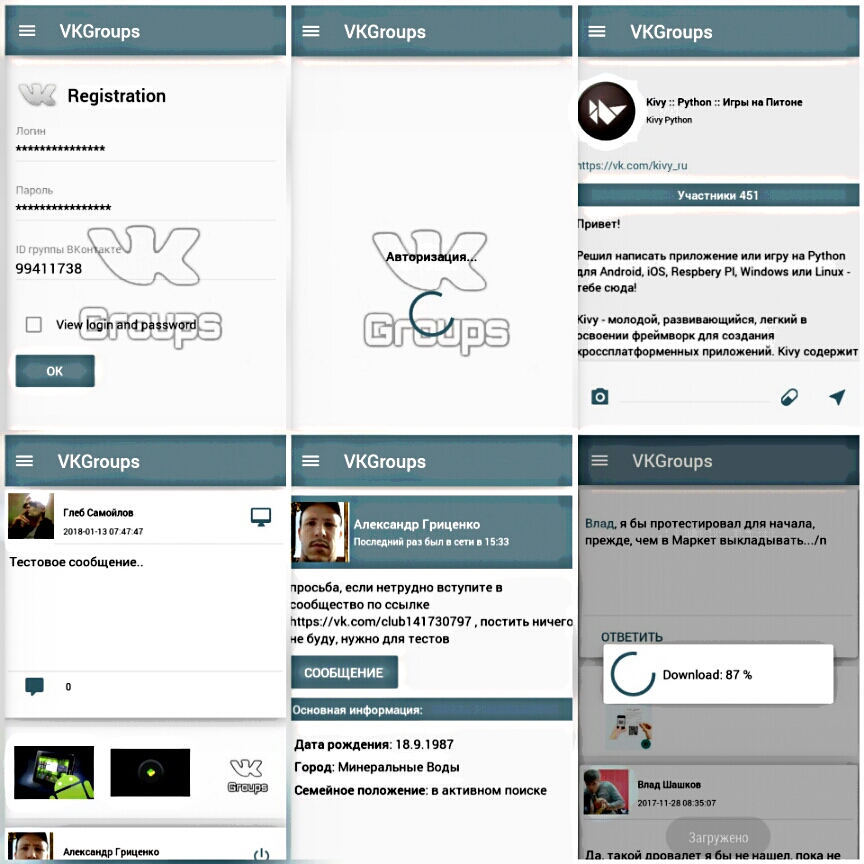 VKGroups
VK Registration
Логин
***************
Пароль
****************
ID группы ВКонтакте
99411738
View login and password
VK
Groups
OK
VKGroups
Авторизация...
VK
Groups
VKGroups
Kivy :: Python :: Игры на Питоне
Kivy Python
https://vk.com/kivy_ru
Участники 451
Привет!
Решил написать приложение или игру на Python
для Android, iOS, Respbery PI, Windows или Linux -
тебе сюда!
Kivy - молодой, развивающийся, легкий в
освоении фреймворк для создания
кроссплатформенных приложений. Kivy содержит
VKGroups
Глеб Самойлов
2018-01-13 07:47:47
Тестовое сообщение..
0
VK
Groups
Александр Гриценко
VKGroups
Александр Гриценко
Последний раз был в сети в 15:33
просьба, если нетрудно вступите в
сообщество по ссылке
https://vk.com/club141730797 , постить ничего
не буду, нужно для тестов
СООБЩЕНИЕ
Основная информация:
Дата рождения: 18.9.1987
Город: Минеральные Воды
Семейное положение: в активном поиске
VKGroups
Влад, я бы протестировал для начала,
прежде, чем в Маркет выкладывать.../n
ОТВЕТИТЬ
Download: 87 %
Влад Шашков
2017-11-28 08:35:07
Загружено
Да, такой дровалет я бы не нашел, пока не